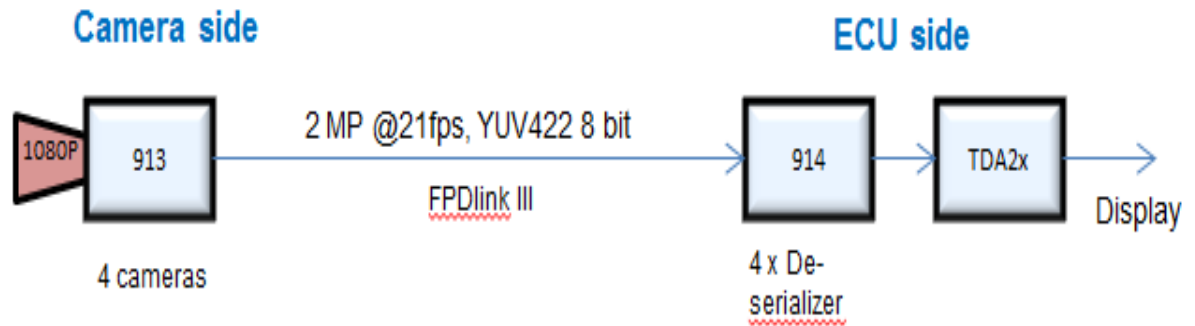 Camera side
ECU side
1080P
913
2 MP @21fps, YUV422 8 bit
FPDlink III
914
TDA2x
Display
4 cameras
4 x De-
serializer